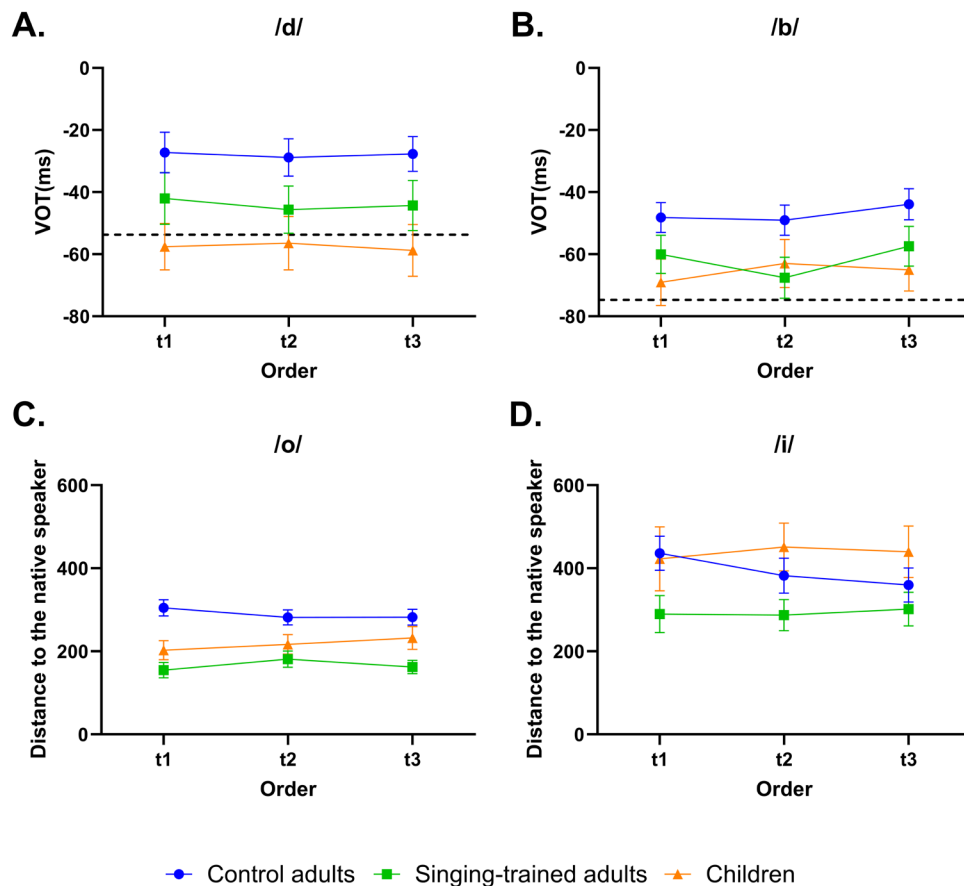 A.
/d/
0
-20
-40
-60
-80
VOT(ms)
t1 t2 t3
Order
B.
/b/
0
-20
-40
-60
-80
VOT(ms)
t1 t2 t3
Order
C.
/o/
600
400
200
0
Distance to the native speaker
t1 t2 t3
Order
D.
/i/
600
400
200
0
Distance to the native speaker
t1 t2 t3
Order
Control adults Singing-trained adults Children